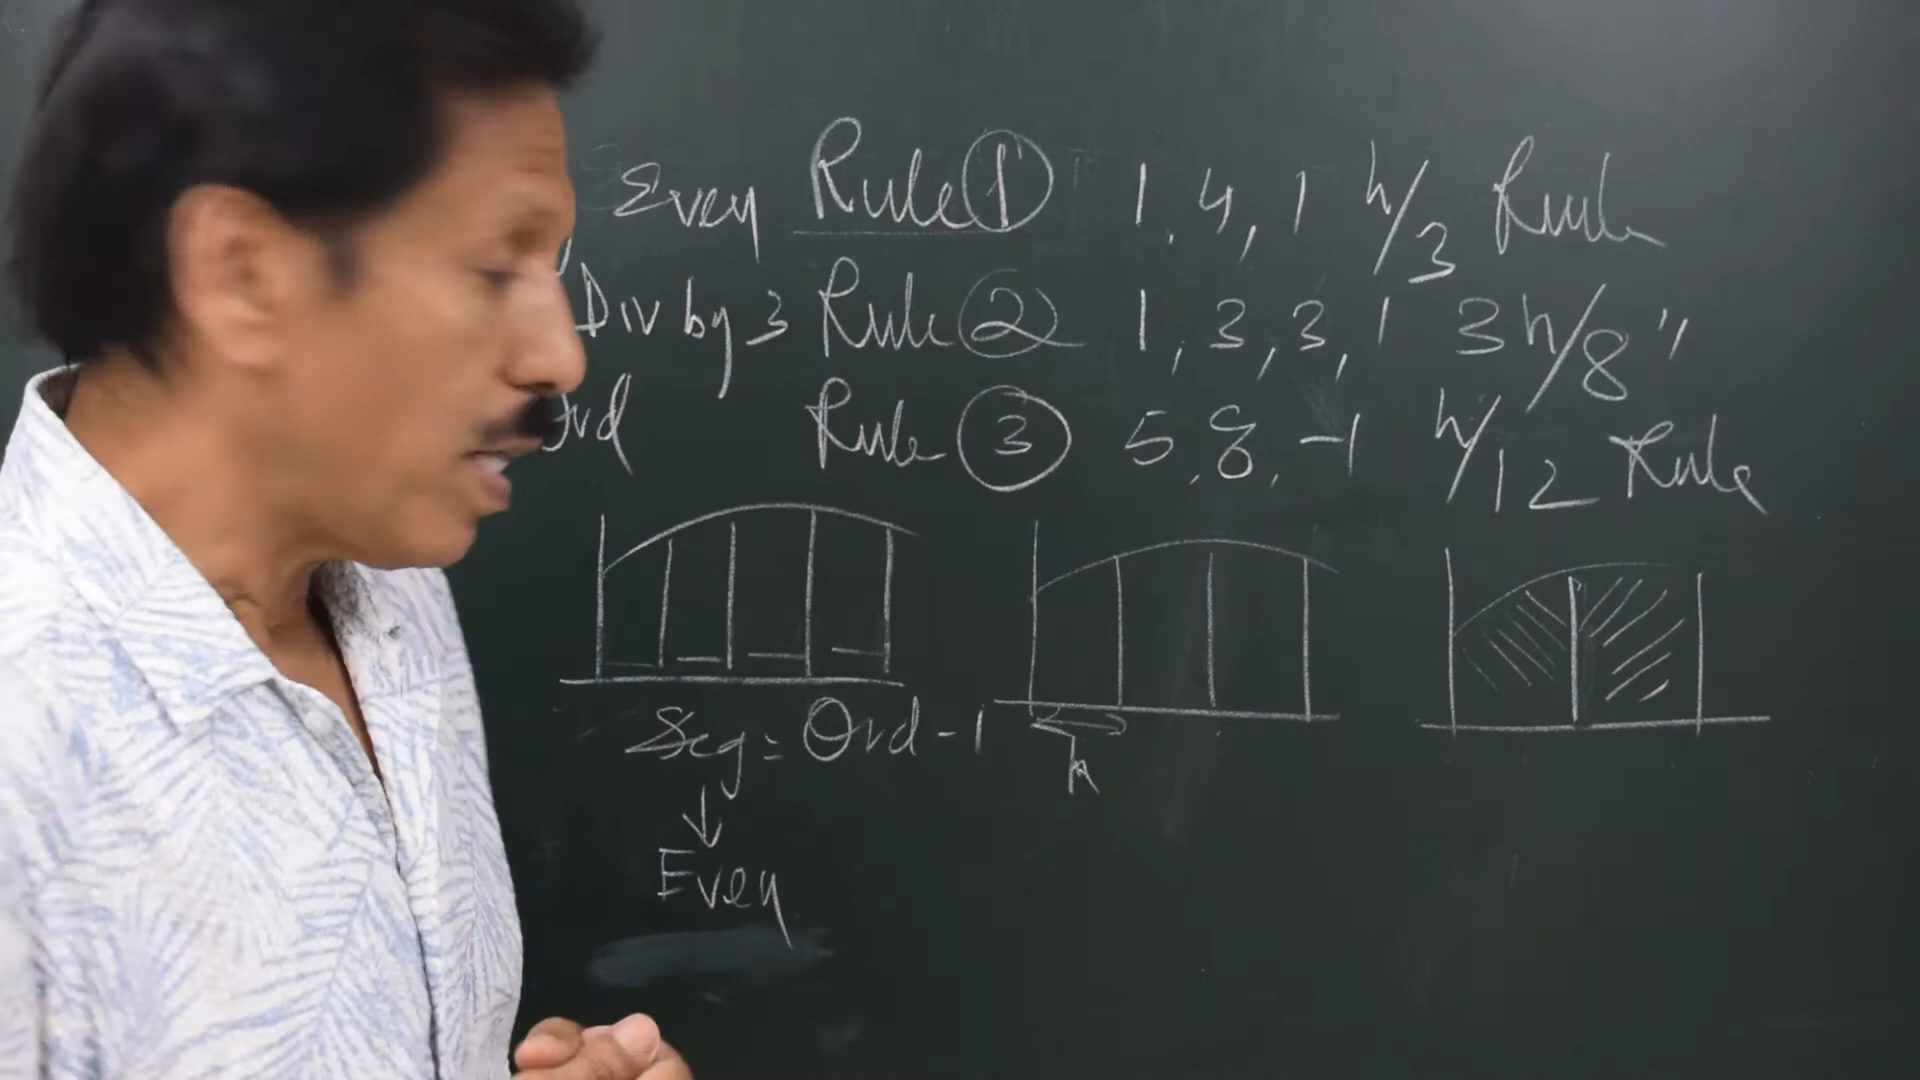 Even Rule 1 1, 4, 1 h/3 Rule
Div by 3 Rule 2 1, 3, 3, 1 3h/8 "
Rule 3 5, 8, -1 h/12 Rule
Seg = Ord - 1
h
↓
Even